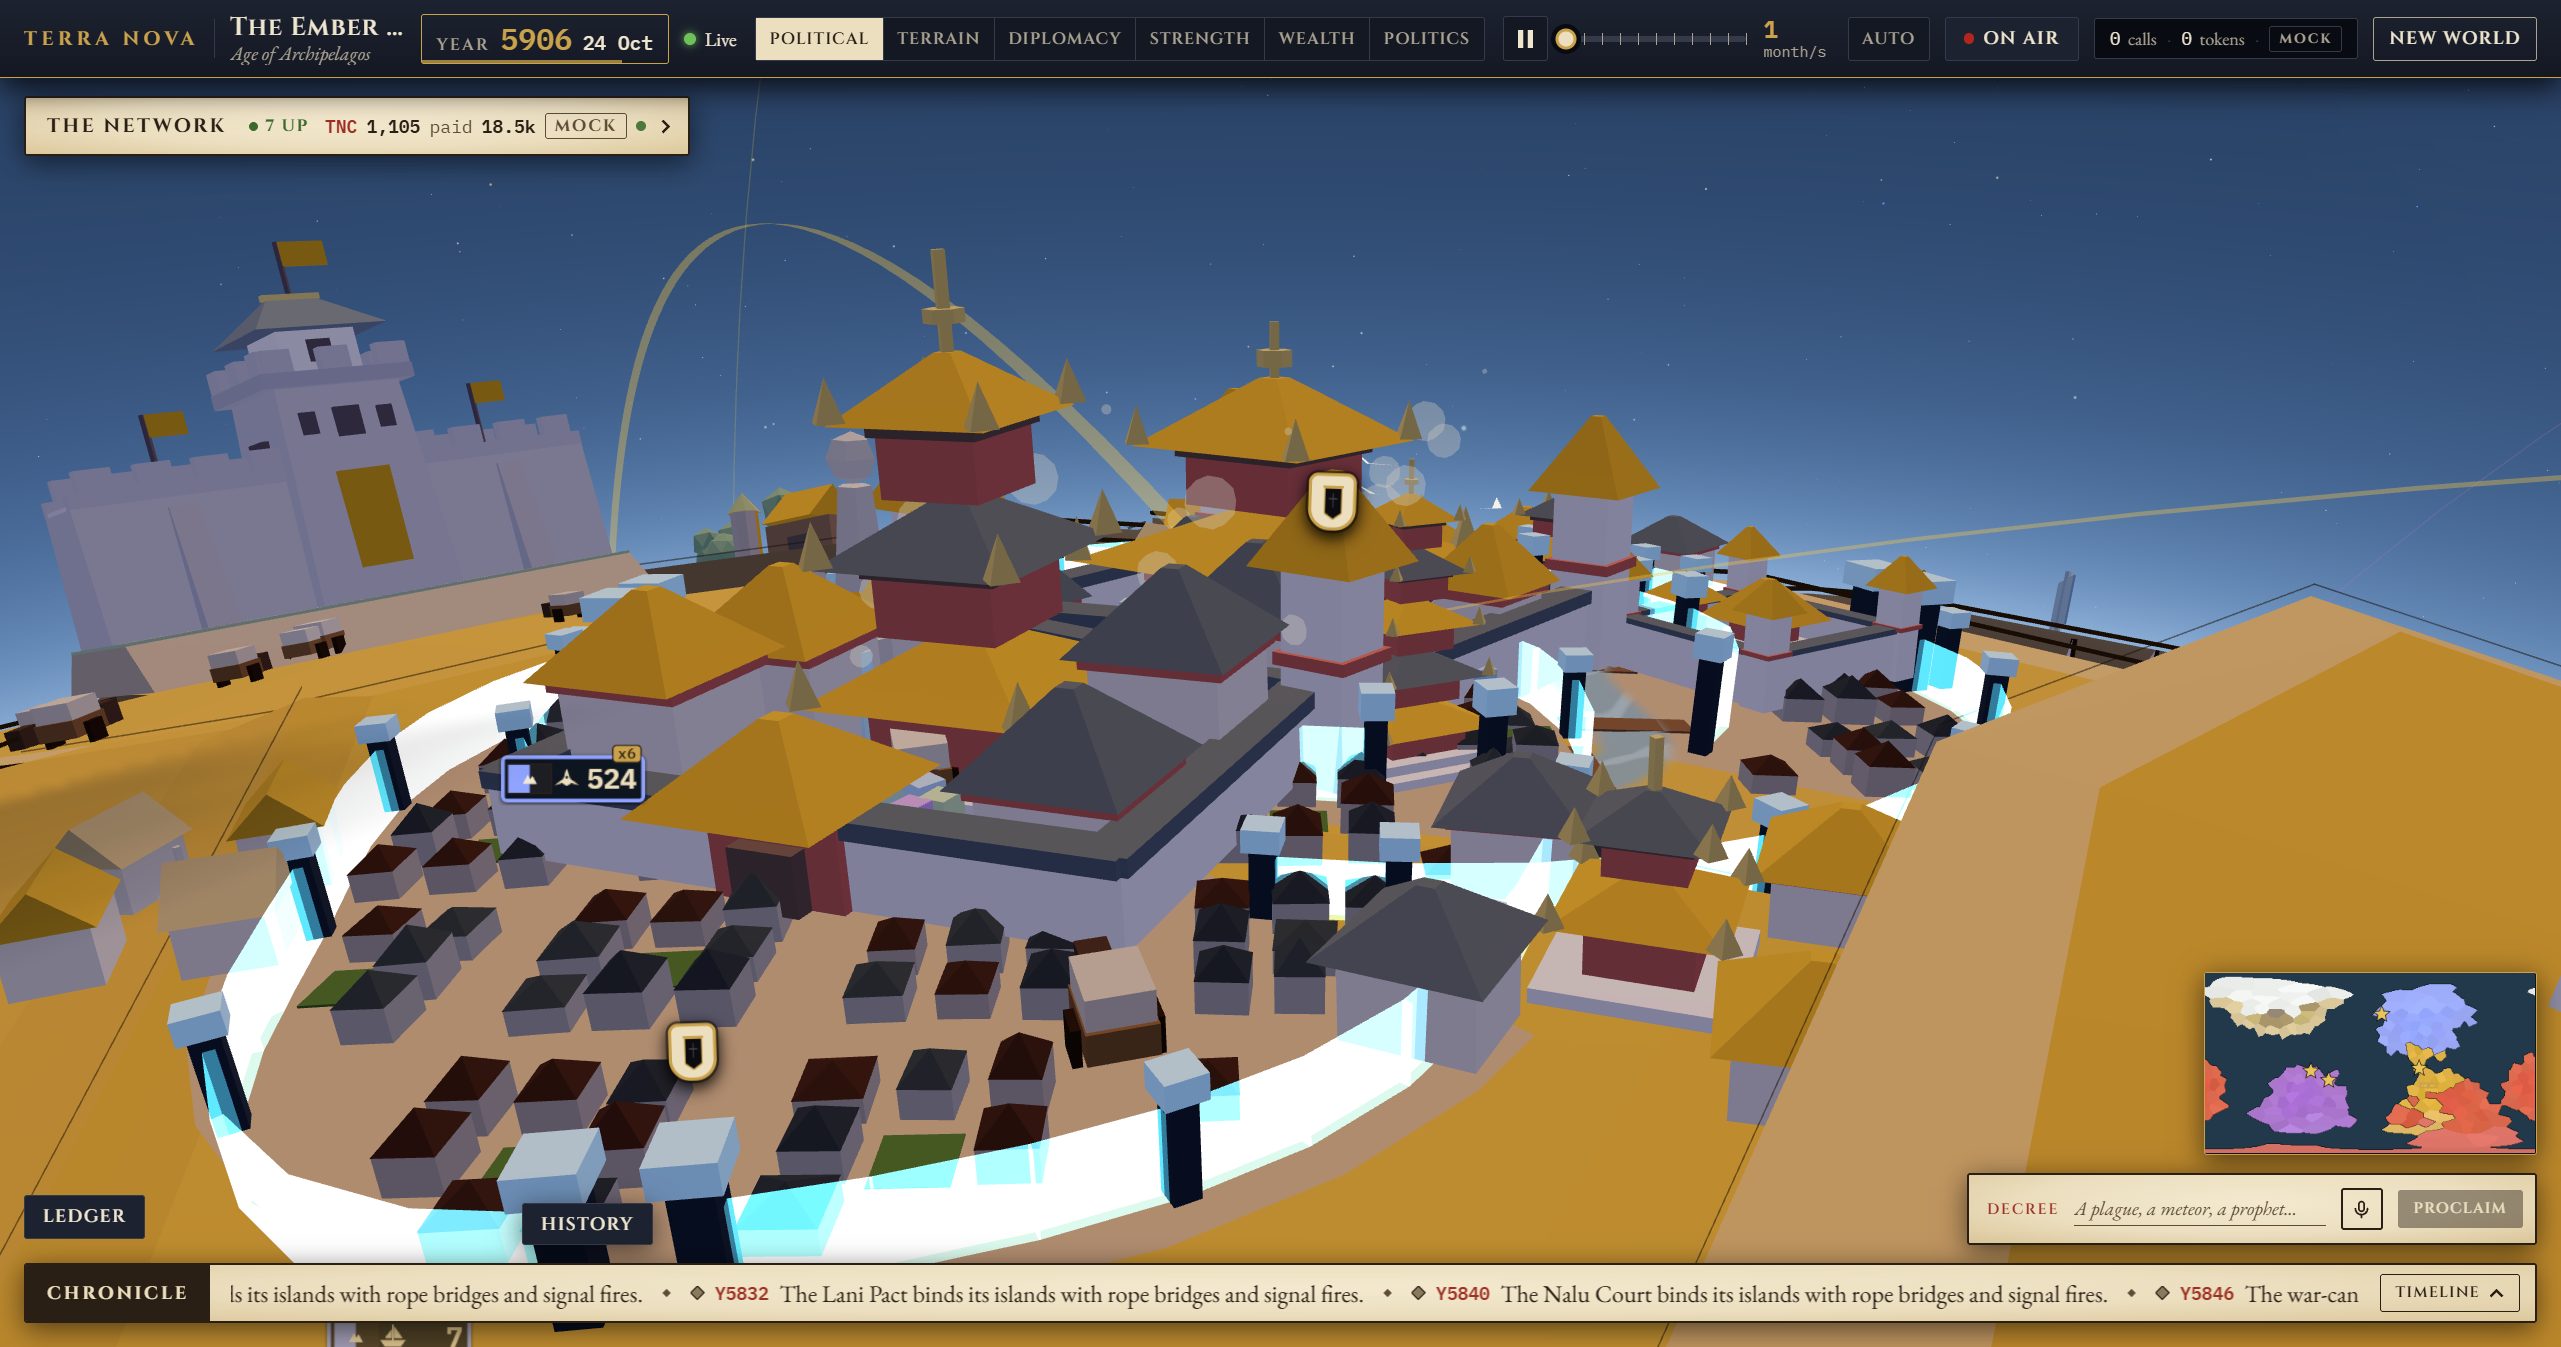 TERRA NOVA
THE EMBER ...
Age of Archipelagos
YEAR 5906 24 Oct
Live
POLITICAL
TERRAIN
DIPLOMACY
STRENGTH
WEALTH
POLITICS
1
month/s
AUTO
ON AIR
0 calls · 0 tokens · MOCK
NEW WORLD
THE NETWORK 7 UP TNC 1,105 paid 18.5k MOCK
x6
524
LEDGER
HISTORY
DECREE A plague, a meteor, a prophet... PROCLAIM
CHRONICLE ls its islands with rope bridges and signal fires. Y5832 The Lani Pact binds its islands with rope bridges and signal fires. Y5840 The Nalu Court binds its islands with rope bridges and signal fires. Y5846 The war-can
TIMELINE
7